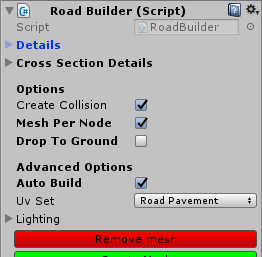 Road Builder (Script)
Script RoadBuilder
Details
Cross Section Details
Options
Create Collision
Mesh Per Node
Drop To Ground
Advanced Options
Auto Build
Uv Set Road Pavement
Lighting
Remove mesh